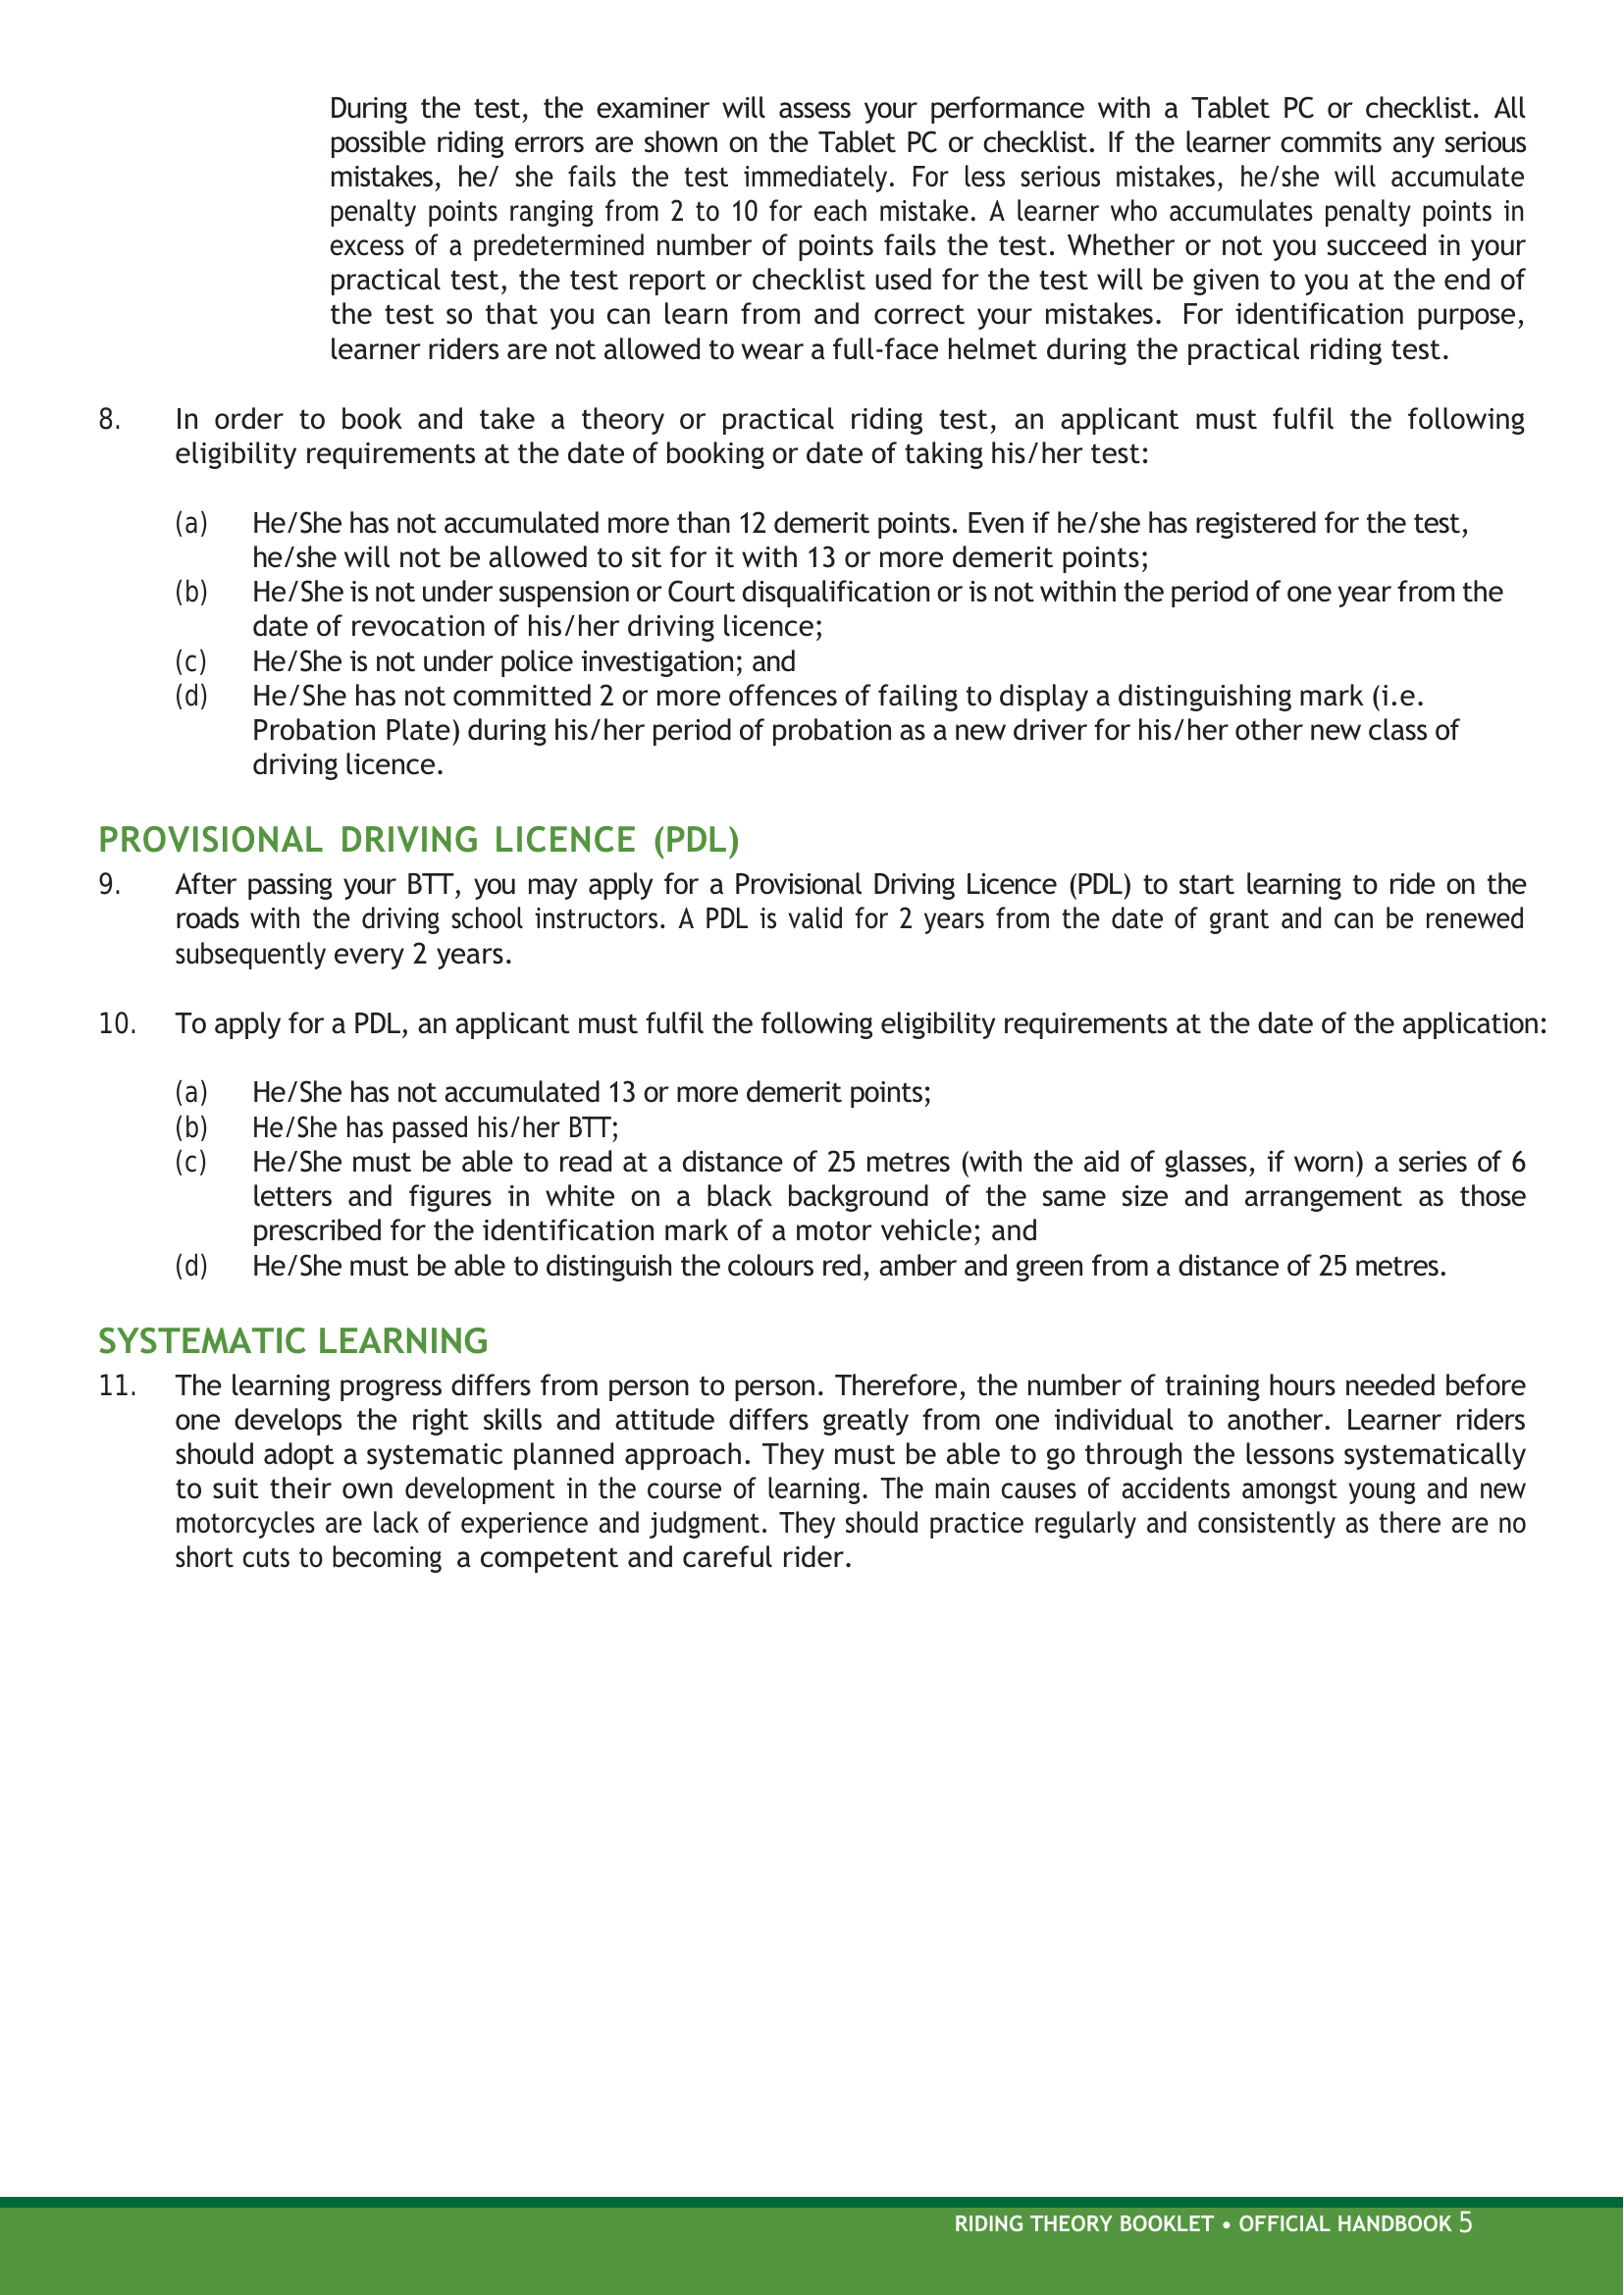 During the test, the examiner will assess your performance with a Tablet PC or checklist. All
possible riding errors are shown on the Tablet PC or checklist. If the learner commits any serious
mistakes, he/ she fails the test immediately. For less serious mistakes, he/she will accumulate
penalty points ranging from 2 to 10 for each mistake. A learner who accumulates penalty points in
excess of a predetermined number of points fails the test. Whether or not you succeed in your
practical test, the test report or checklist used for the test will be given to you at the end of
the test so that you can learn from and correct your mistakes. For identification purpose,
learner riders are not allowed to wear a full-face helmet during the practical riding test.
8. In order to book and take a theory or practical riding test, an applicant must fulfil the following
eligibility requirements at the date of booking or date of taking his/her test:
(a) He/She has not accumulated more than 12 demerit points. Even if he/she has registered for the test,
he/she will not be allowed to sit for it with 13 or more demerit points;
(b) He/She is not under suspension or Court disqualification or is not within the period of one year from the
date of revocation of his/her driving licence;
(c) He/She is not under police investigation; and
(d) He/She has not committed 2 or more offences of failing to display a distinguishing mark (i.e.
Probation Plate) during his/her period of probation as a new driver for his/her other new class of
driving licence.
PROVISIONAL DRIVING LICENCE (PDL)
9. After passing your BTT, you may apply for a Provisional Driving Licence (PDL) to start learning to ride on the
roads with the driving school instructors. A PDL is valid for 2 years from the date of grant and can be renewed
subsequently every 2 years.
10. To apply for a PDL, an applicant must fulfil the following eligibility requirements at the date of the application:
(a) He/She has not accumulated 13 or more demerit points;
(b) He/She has passed his/her BTT;
(c) He/She must be able to read at a distance of 25 metres (with the aid of glasses, if worn) a series of 6
letters and figures in white on a black background of the same size and arrangement as those
prescribed for the identification mark of a motor vehicle; and
(d) He/She must be able to distinguish the colours red, amber and green from a distance of 25 metres.
SYSTEMATIC LEARNING
11. The learning progress differs from person to person. Therefore, the number of training hours needed before
one develops the right skills and attitude differs greatly from one individual to another. Learner riders
should adopt a systematic planned approach. They must be able to go through the lessons systematically
to suit their own development in the course of learning. The main causes of accidents amongst young and new
motorcycles are lack of experience and judgment. They should practice regularly and consistently as there are no
short cuts to becoming a competent and careful rider.
RIDING THEORY BOOKLET • OFFICIAL HANDBOOK 5